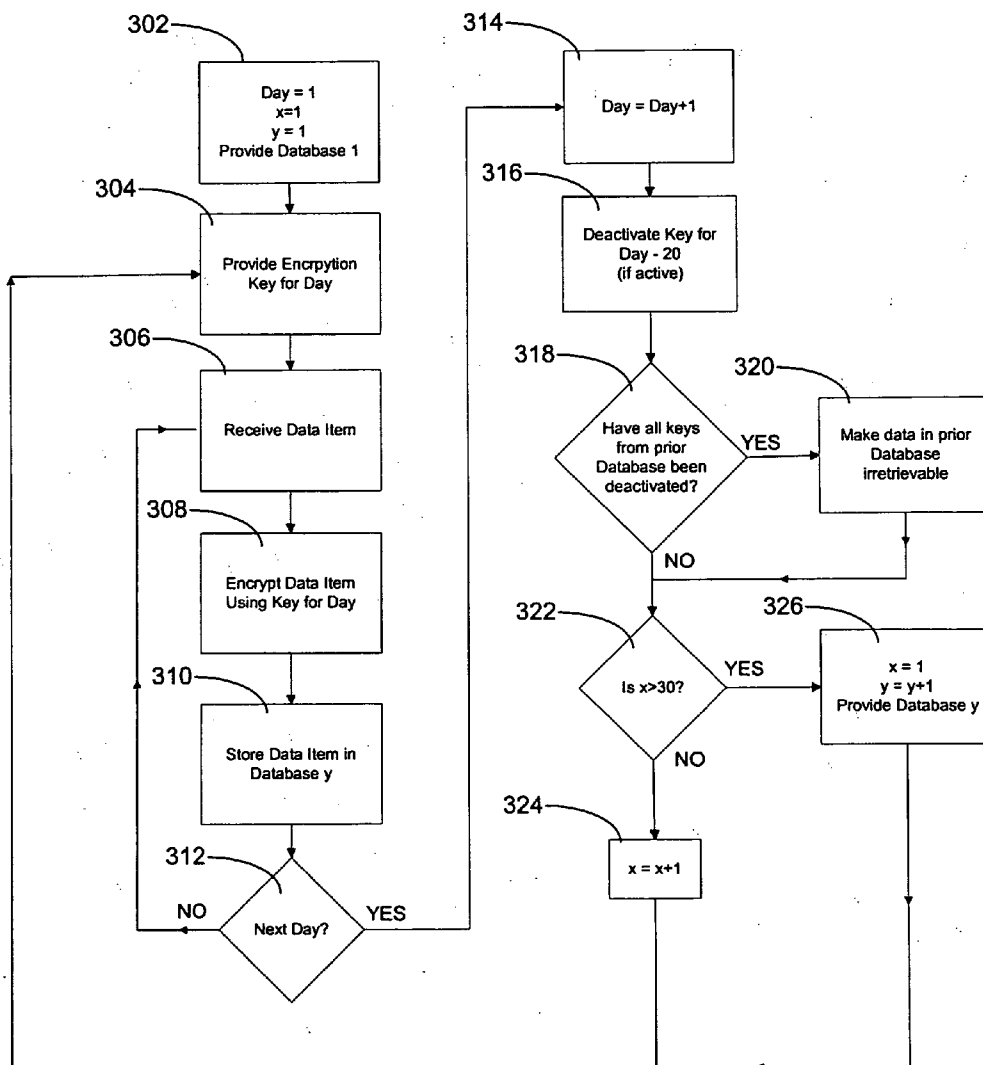 302
Day = 1
x=1
y = 1
Provide Database 1
304
Provide Encrpytion
Key for Day
306
Receive Data Item
308
Encrypt Data Item
Using Key for Day
310
Store Data Item in
Database y
312
Next Day?
NO
YES
314
Day = Day+1
316
Deactivate Key for
Day - 20
(if active)
318
Have all keys
from prior
Database been
deactivated?
YES
NO
320
Make data in prior
Database
irretrievable
322
Is x>30?
YES
NO
324
x = x+1
326
x = 1
y = y+1
Provide Database y